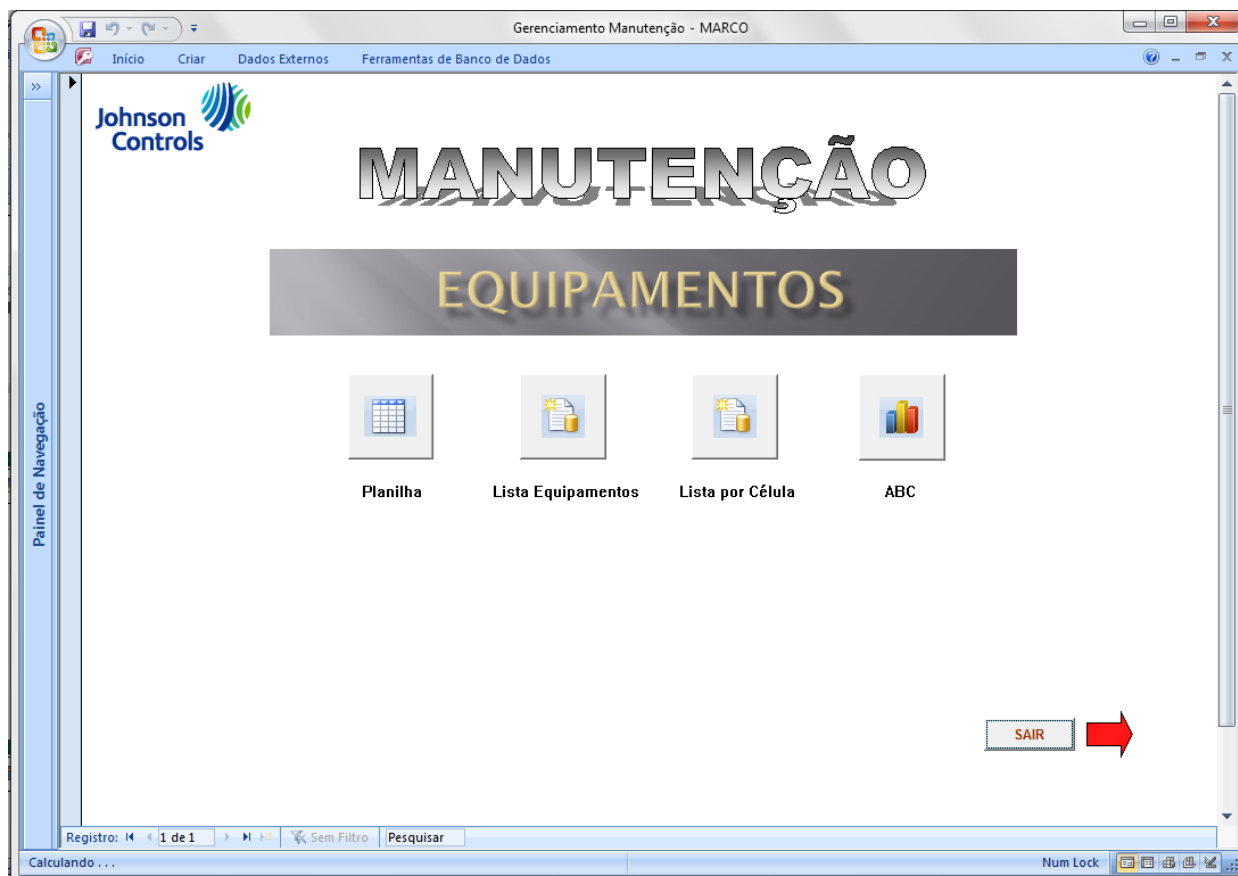 Gerenciamento Manutenção - MARCO
Início Criar Dados Externos Ferramentas de Banco de Dados
Johnson
Controls
MANUTENÇÃO
EQUIPAMENTOS
Planilha Lista Equipamentos Lista por Célula ABC
Painel de Navegação
SAIR
Registro: 1 de 1 Sem Filtro Pesquisar
Calculando . . . Num Lock